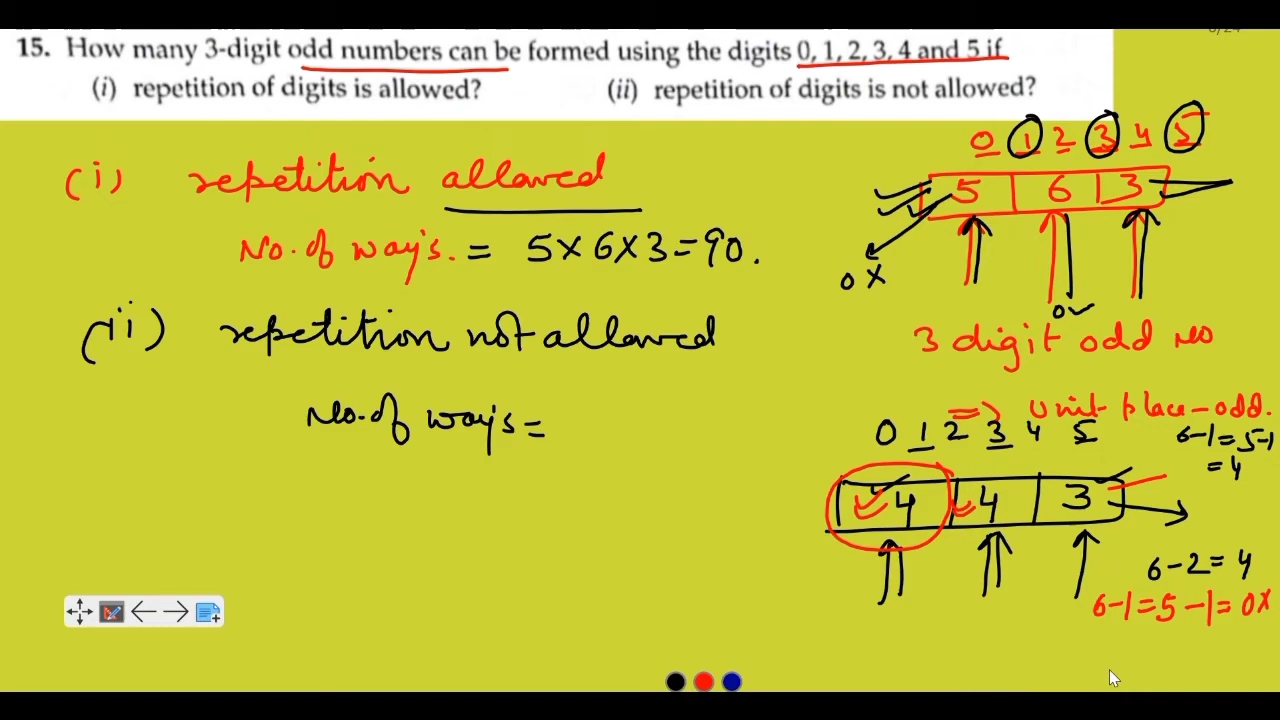 15. How many 3-digit odd numbers can be formed using the digits 0, 1, 2, 3, 4 and 5 if
(i) repetition of digits is allowed? (ii) repetition of digits is not allowed?
0 1 2 3 4 5
(i) repetition allowed
5 6 3
No. of way's. = 5×6×3=90.
0 X
0✓
(ii) repetition not allowed
3 digit odd no
=> Unit place-odd.
No. of way's =
0 1 2 3 4 5
6-1=5-1
=4
4 4 3
6-2=4
6-1=5-1=0X